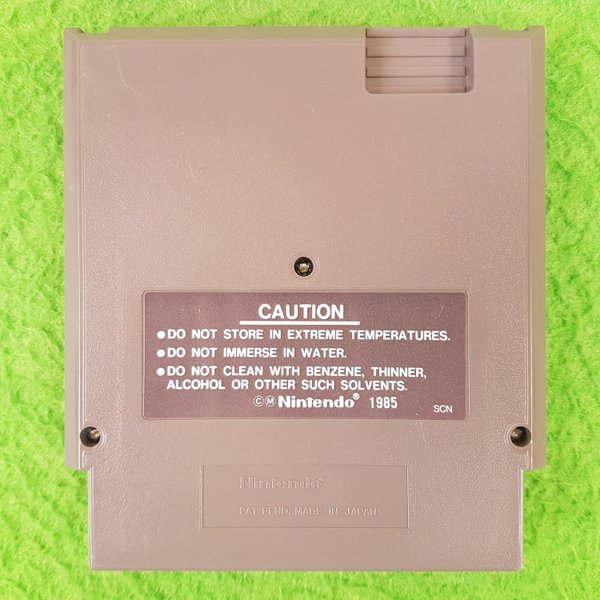 CAUTION
●DO NOT STORE IN EXTREME TEMPERATURES.
●DO NOT IMMERSE IN WATER.
●DO NOT CLEAN WITH BENZENE, THINNER,
ALCOHOL OR OTHER SUCH SOLVENTS.
©Ⓜ Nintendo® 1985
SCN
Nintendo®
PAT. PEND. MADE IN JAPAN